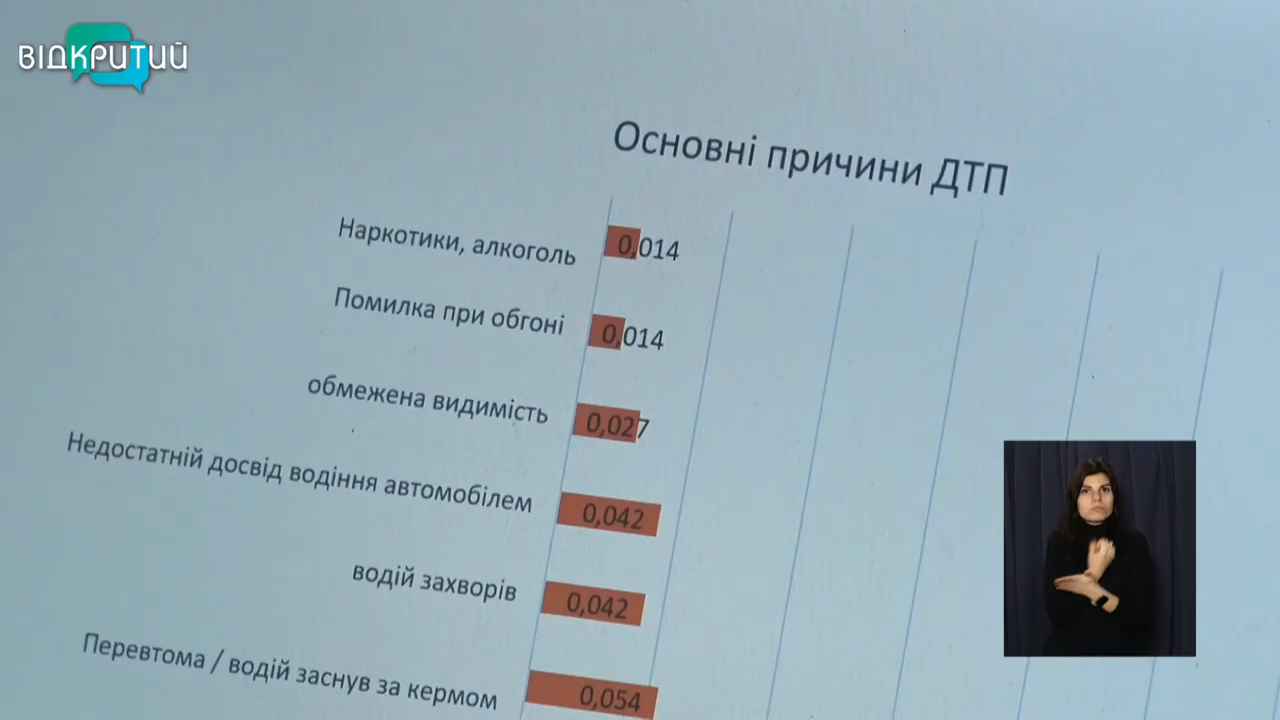 ВІДКРИТИЙ
Основні причини ДТП
Наркотики, алкоголь
0,014
Помилка при обгоні
0,014
обмежена видимість
0,027
Недостатній досвід водіння автомобілем
0,042
водій захворів
0,042
Перевтома / водій заснув за кермом
0,054